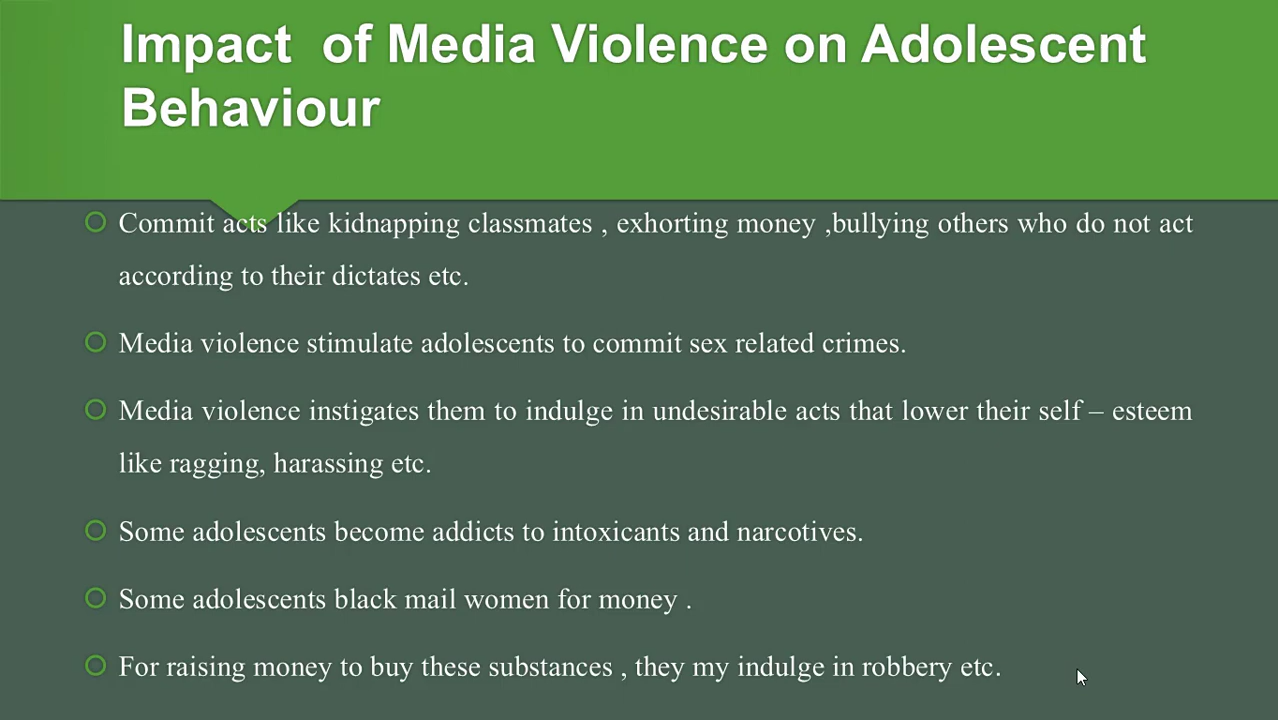 Impact of Media Violence on Adolescent
Behaviour
Commit acts like kidnapping classmates , exhorting money ,bullying others who do not act
according to their dictates etc.
Media violence stimulate adolescents to commit sex related crimes.
Media violence instigates them to indulge in undesirable acts that lower their self – esteem
like ragging, harassing etc.
Some adolescents become addicts to intoxicants and narcotives.
Some adolescents black mail women for money .
For raising money to buy these substances , they my indulge in robbery etc.